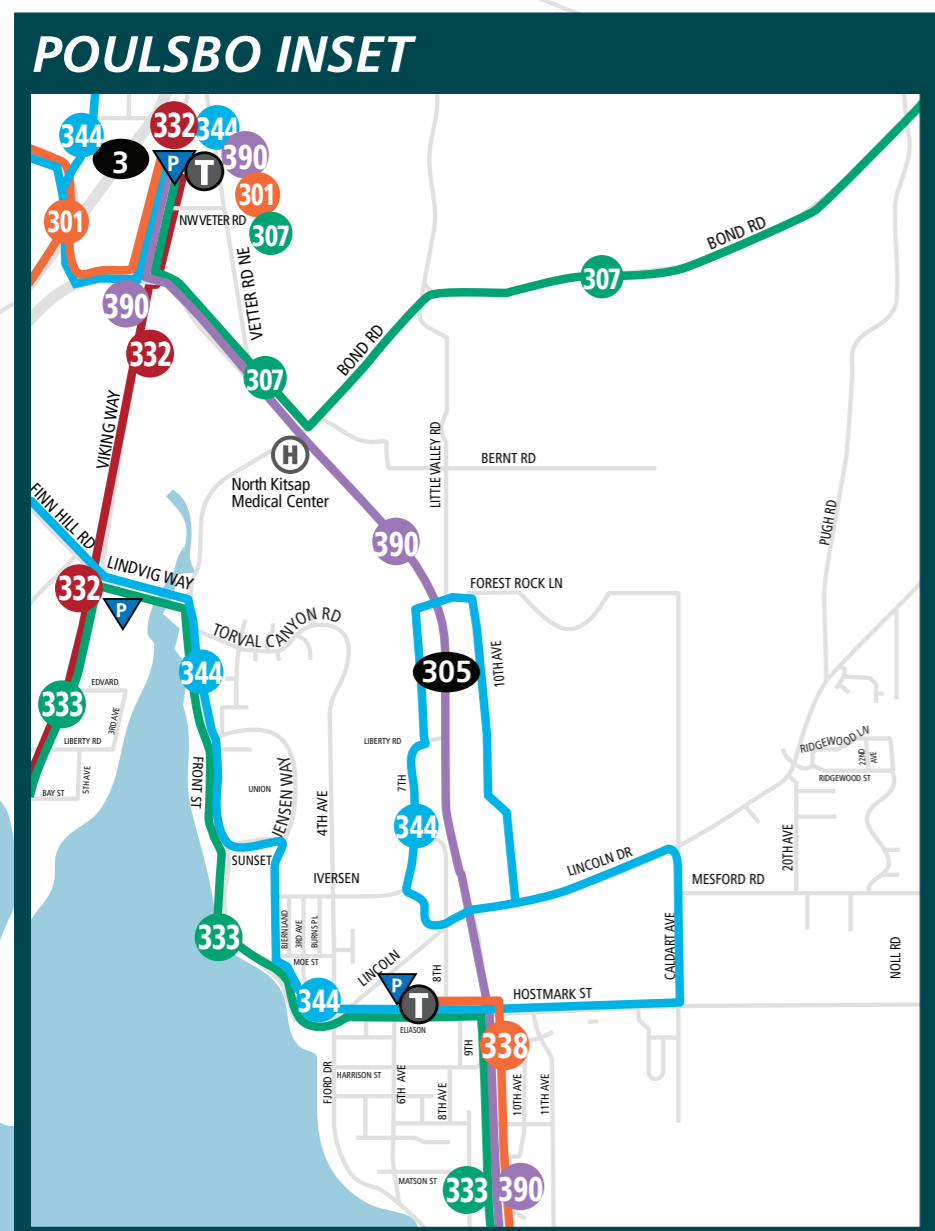 POULSBO INSET
344
3
332
344
P
T
390
301
301
NW VETER RD
307
VETTER RD NE
BOND RD
307
390
332
BOND RD
307
VIKING WAY
LITTLE VALLEY RD
BERNT RD
H
North Kitsap
Medical Center
FINN HILL RD
PUGH RD
390
LINDVIG WAY
332
P
FOREST ROCK LN
TORVAL CANYON RD
344
305
10TH AVE
EDVARD
333
3RD AVE
LIBERTY RD
LIBERTY RD
RIDGEWOOD LN
22ND
AVE
RIDGEWOOD ST
BAY ST
5TH AVE
FRONT ST
UNION
JENSEN WAY
4TH AVE
7TH
344
SUNSET
LINCOLN DR
20TH AVE
IVERSEN
MESFORD RD
BJERNLAND
3RD AVE
BURNS PL
333
CALDART AVE
NOLL RD
MOE ST
LINCOLN
8TH
344
P
T
HOSTMARK ST
ELIASON
9TH
338
FJORD DR
HARRISON ST
6TH AVE
8TH AVE
10TH AVE
11TH AVE
MATSON ST
333
390